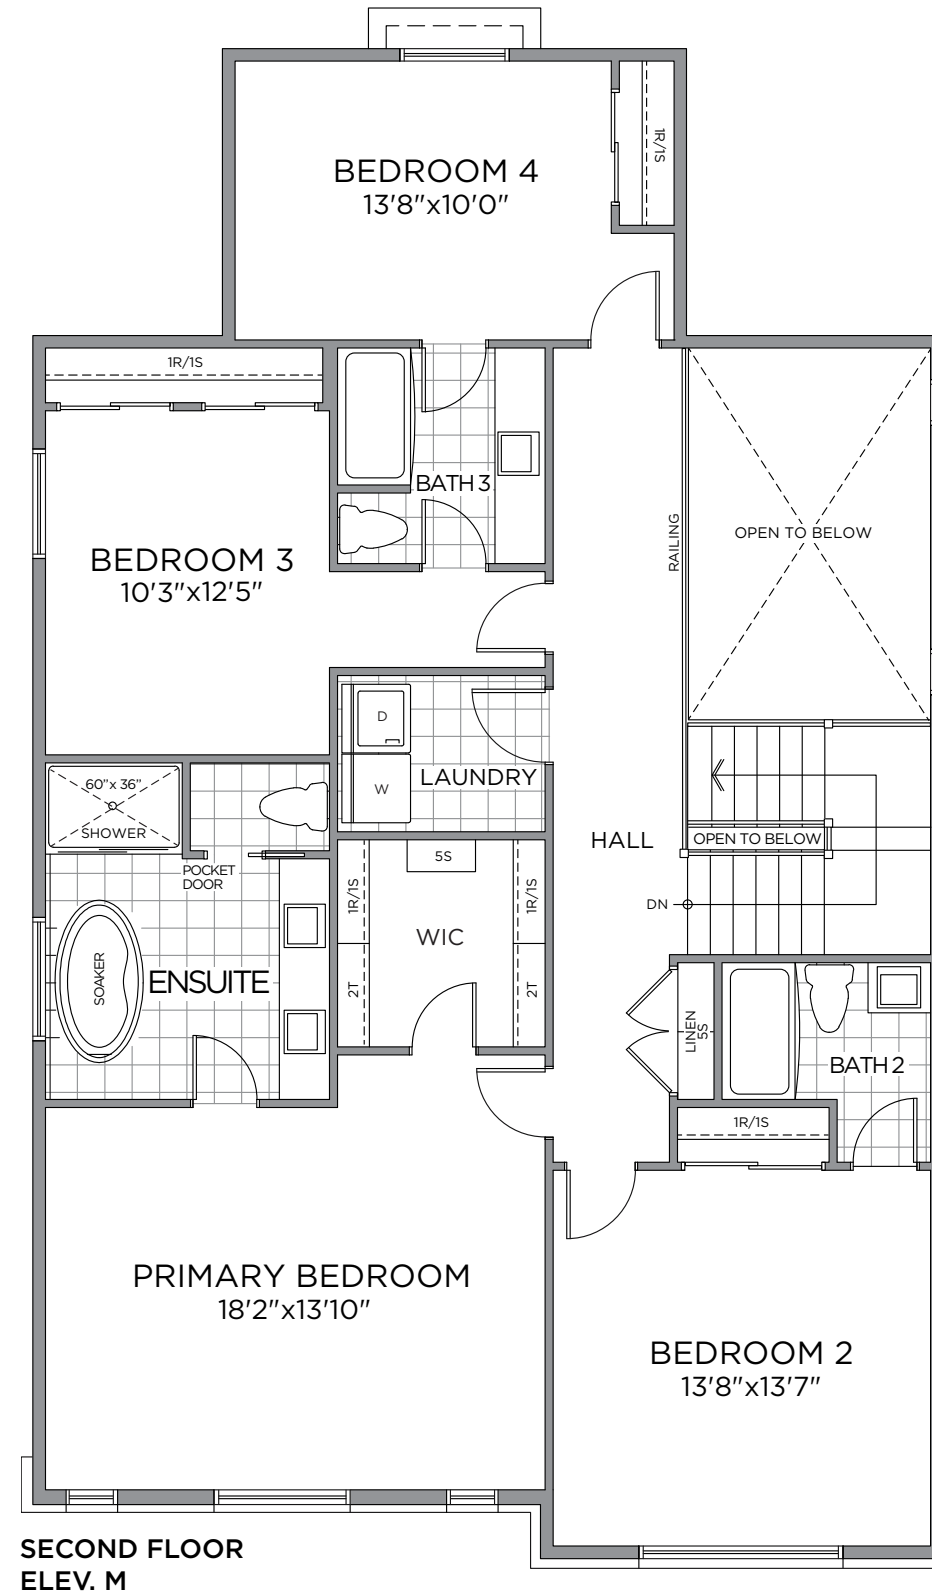 1R/1S
BEDROOM 4
13'8"x10'0"
1R/1S
BATH 3
RAILING
OPEN TO BELOW
BEDROOM 3
10'3"x12'5"
D
W
LAUNDRY
60"x 36"
SHOWER
HALL
OPEN TO BELOW
POCKET
DOOR
5S
1R/1S
1R/1S
DN
WIC
SOAKER
ENSUITE
2T
2T
LINEN
5S
BATH 2
1R/1S
PRIMARY BEDROOM
18'2"x13'10"
BEDROOM 2
13'8"x13'7"
SECOND FLOOR
ELEV. M